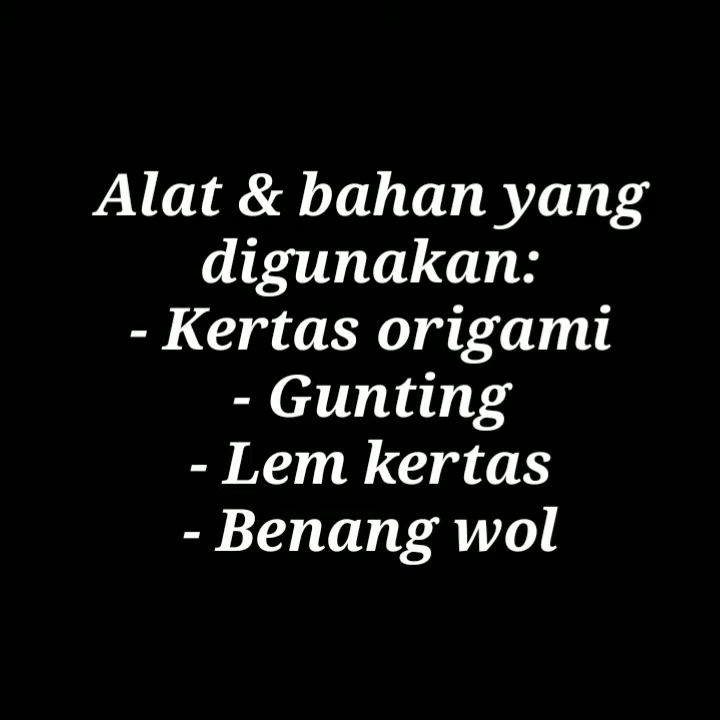 Alat & bahan yang
digunakan:
- Kertas origami
- Gunting
- Lem kertas
- Benang wol